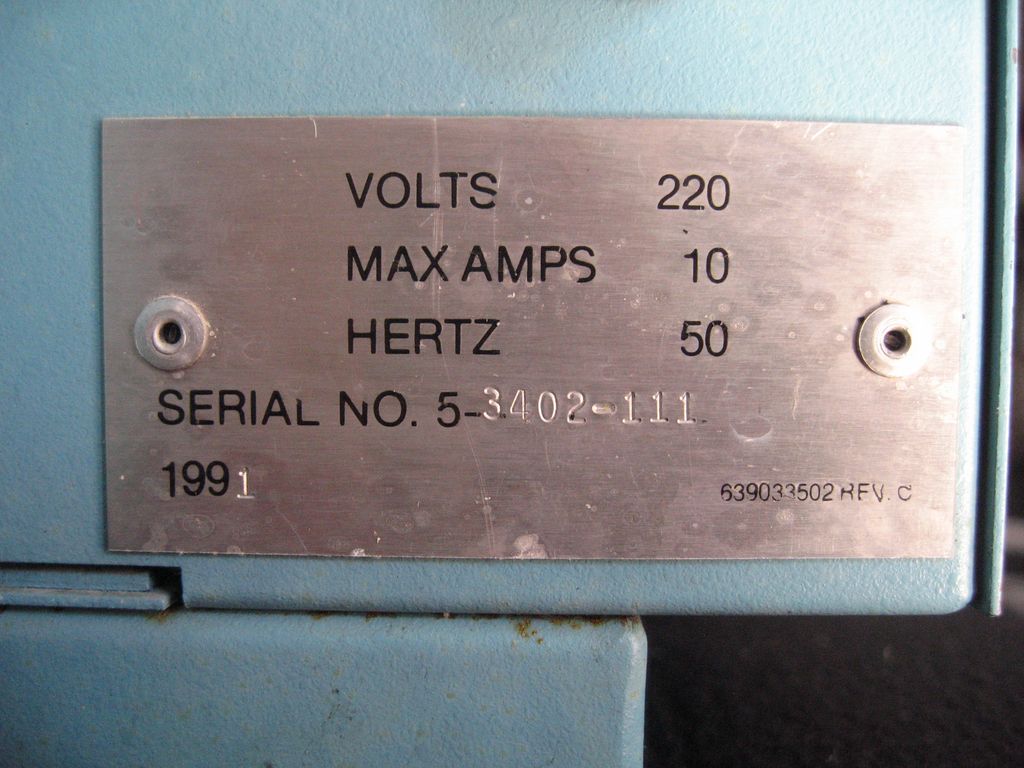 VOLTS 220
MAX AMPS 10
HERTZ 50
SERIAL NO. 5-3402-111
1991
639033502 REV. C